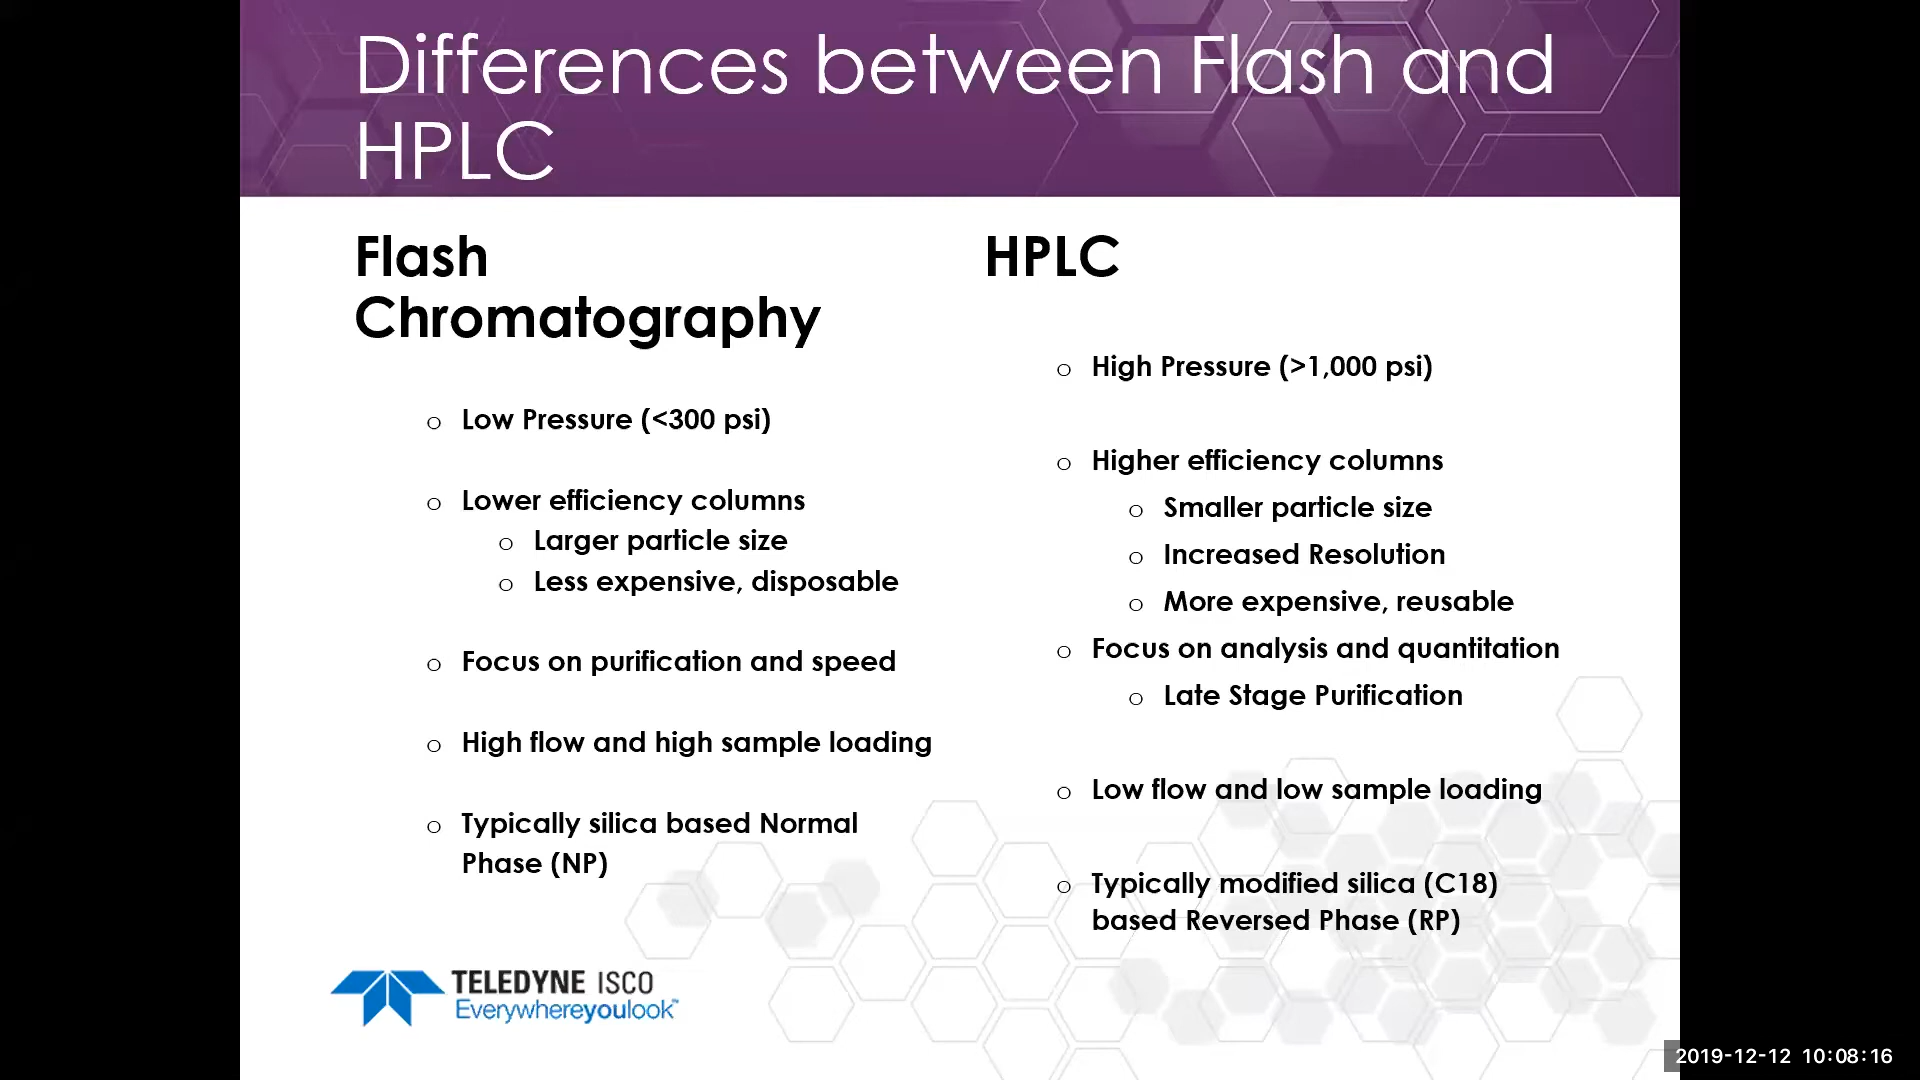 Differences between Flash and
HPLC
Flash
Chromatography
o Low Pressure (<300 psi)
o Lower efficiency columns
o Larger particle size
o Less expensive, disposable
o Focus on purification and speed
o High flow and high sample loading
o Typically silica based Normal
Phase (NP)
HPLC
o High Pressure (>1,000 psi)
o Higher efficiency columns
o Smaller particle size
o Increased Resolution
o More expensive, reusable
o Focus on analysis and quantitation
o Late Stage Purification
o Low flow and low sample loading
o Typically modified silica (C18)
based Reversed Phase (RP)
TELEDYNE ISCO
Everywhereyoulook™
2019-12-12 10:08:16